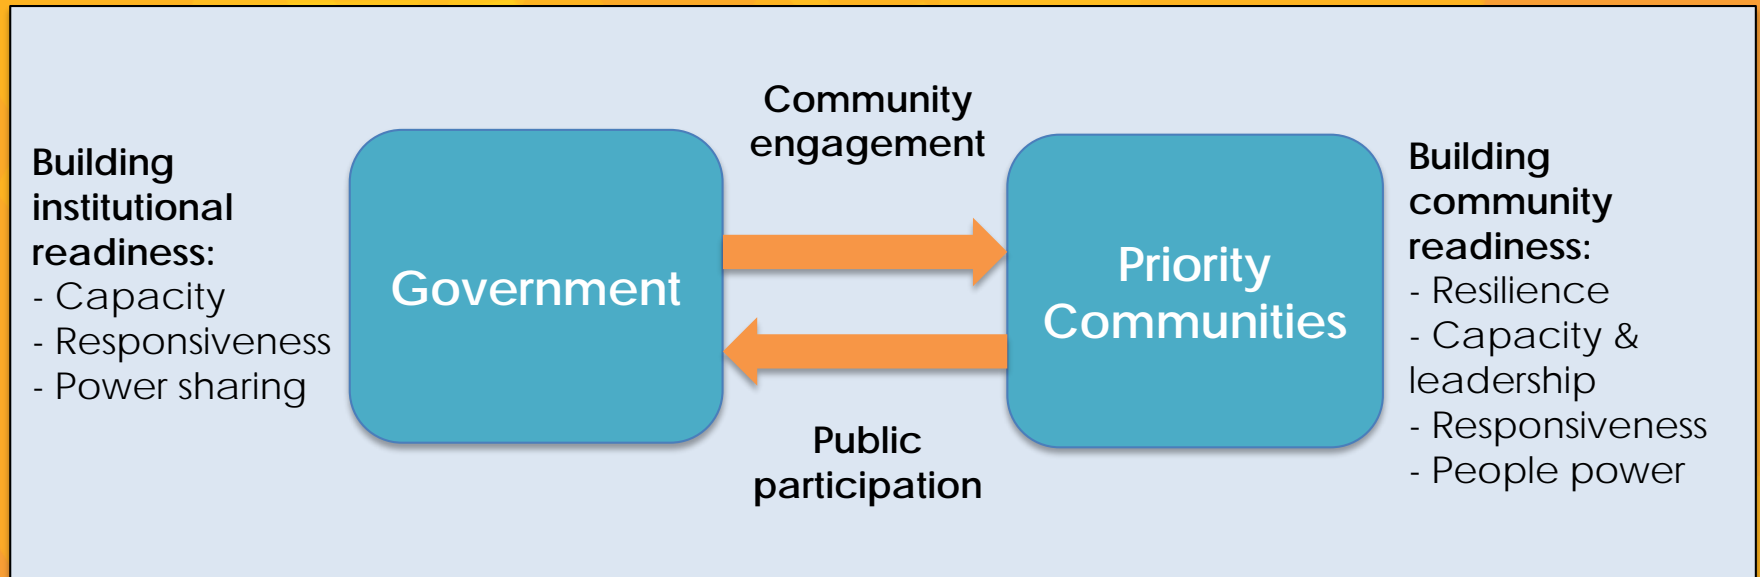 Building
institutional
readiness:
- Capacity
- Responsiveness
- Power sharing
Government
Community
engagement
Public
participation
Priority
Communities
Building
community
readiness:
- Resilience
- Capacity &
leadership
- Responsiveness
- People power